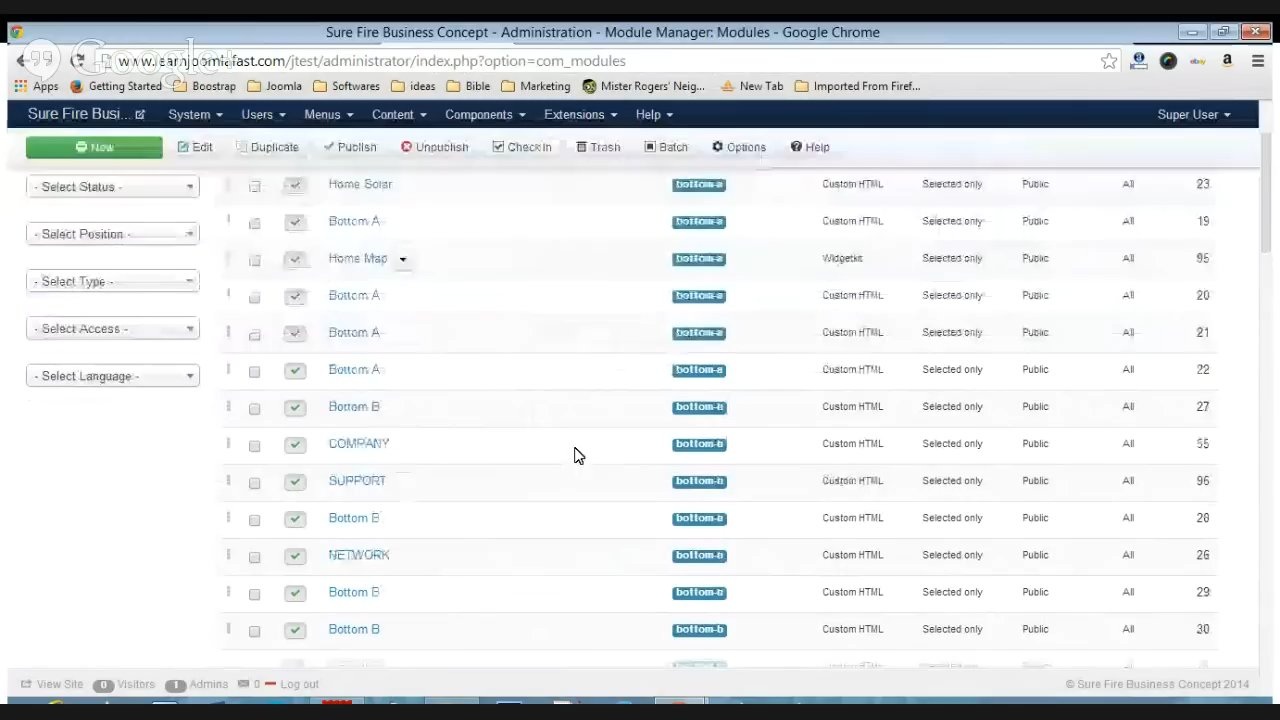 Sure Fire Business Concept - Administration - Module Manager: Modules - Google Chrome
Google+
www.learnjoomlafast.com/jtest/administrator/index.php?option=com_modules
Apps Getting Started Boostrap Joomla Softwares ideas Bible Marketing Mister Rogers' Neig... New Tab Imported From Firef...
Sure Fire Busi... System Users Menus Content Components Extensions Help Super User
New Edit Duplicate Publish Unpublish Check In Trash Batch Options Help
- Select Status - Home Solar bottom-a Custom HTML Selected only Public All 23
Bottom A bottom-a Custom HTML Selected only Public All 19
- Select Position -
Home Map bottom-a Widgetkit Selected only Public All 95
- Select Type -
Bottom A bottom-a Custom HTML Selected only Public All 20
- Select Access - Bottom A bottom-a Custom HTML Selected only Public All 21
- Select Language - Bottom A bottom-a Custom HTML Selected only Public All 22
Bottom B bottom-b Custom HTML Selected only Public All 27
COMPANY bottom-b Custom HTML Selected only Public All
SUPPORT bottom-b Custom HTML Selected only Public All 96
Bottom B bottom-b Custom HTML Selected only Public All 28
NETWORK bottom-b Custom HTML Selected only Public All 26
Bottom B bottom-b Custom HTML Selected only Public All 29
Bottom B bottom-b Custom HTML Selected only Public All 30
View Site 0 Visitors 1 Admins 0 Log out © Sure Fire Business Concept 2014